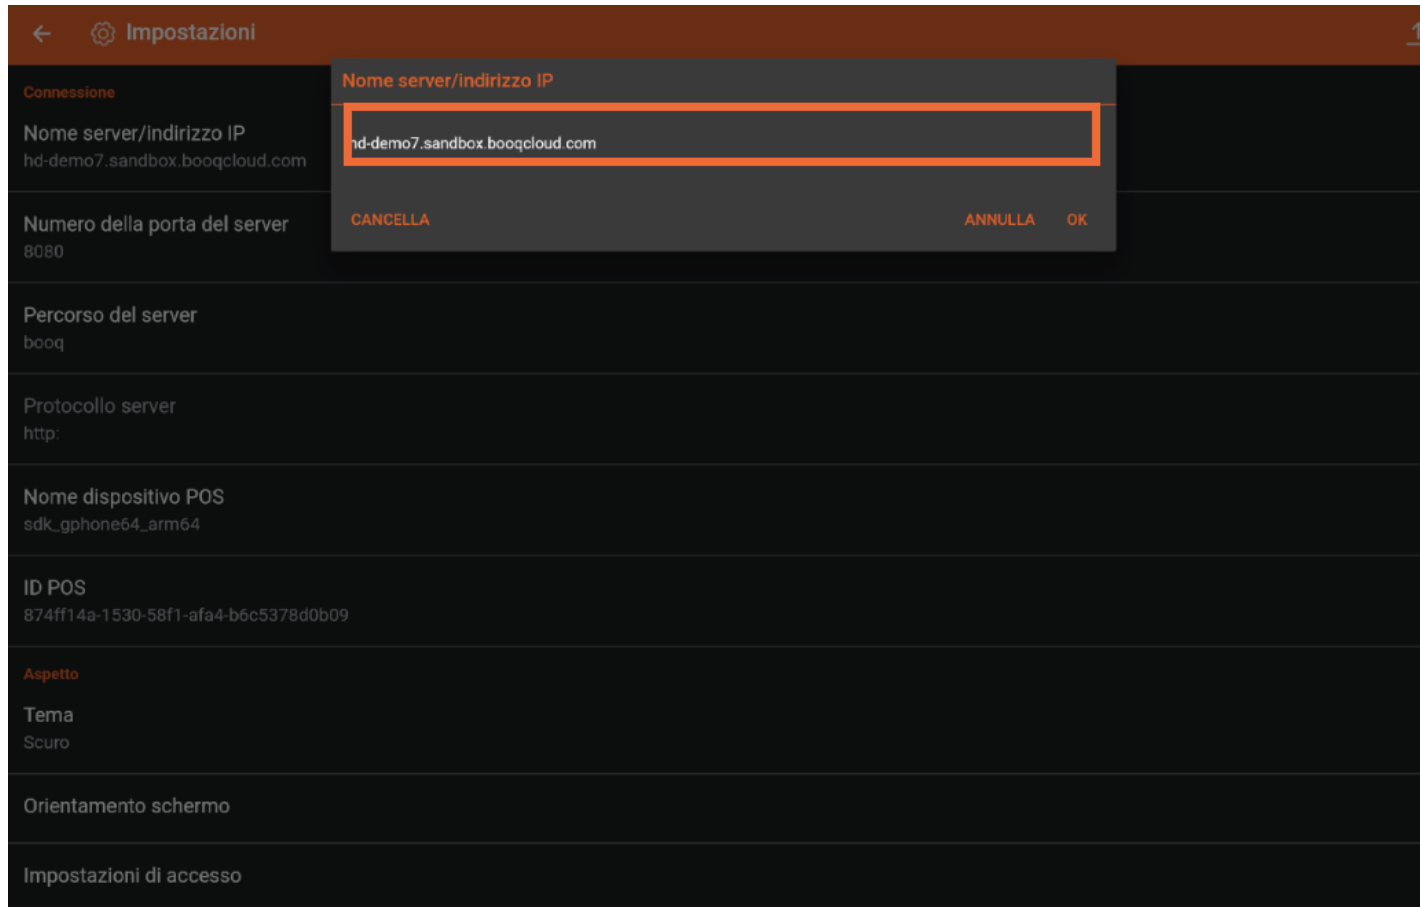 Impostazioni
Connessione
Nome server/indirizzo IP
hd-demo7.sandbox.booqcloud.com
Numero della porta del server
8080
Percorso del server
booq
Protocollo server
http:
Nome dispositivo POS
sdk_gphone64_arm64
ID POS
874ff14a-1530-58f1-afa4-b6c5378d0b09
Aspetto
Tema
Scuro
Orientamento schermo
Impostazioni di accesso
Nome server/indirizzo IP
hd-demo7.sandbox.booqcloud.com
CANCELLA ANNULLA OK